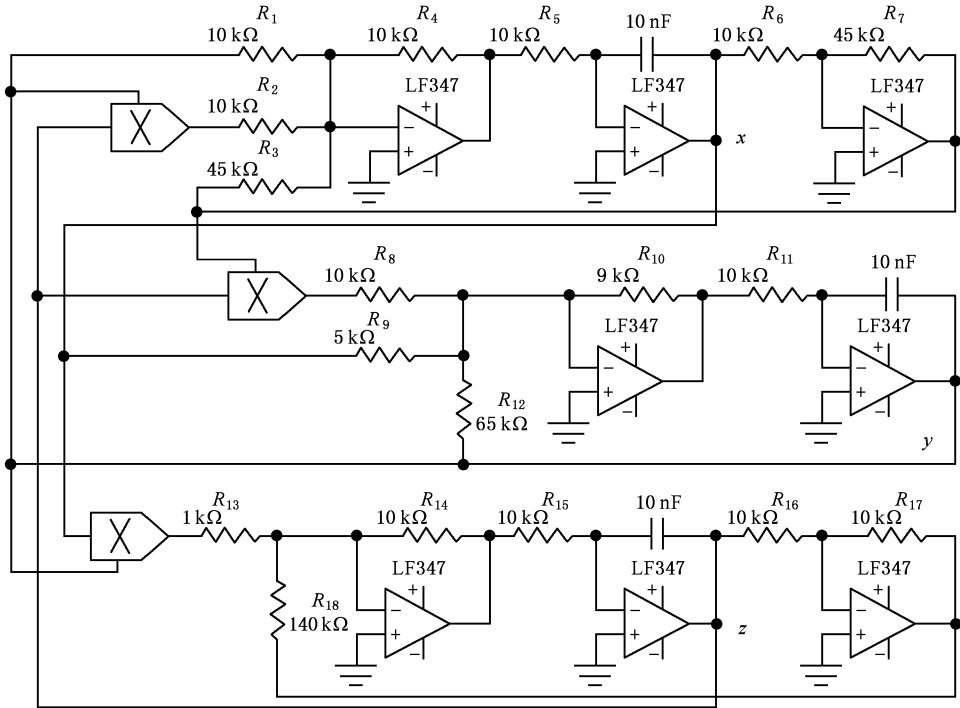 R1 R4 R5 10 nF R6 R7
10 kΩ 10 kΩ 10 kΩ 10 kΩ 45 kΩ
R2 LF347 LF347 LF347
10 kΩ + + +
− − −
R3 + + + x
45 kΩ − − −
R8 R10 R11 10 nF
10 kΩ 9 kΩ 10 kΩ
R9 LF347 LF347
5 kΩ + +
− −
R12 + +
65 kΩ − −
y
R13 R14 R15 10 nF R16 R17
1 kΩ 10 kΩ 10 kΩ 10 kΩ 10 kΩ
LF347 LF347 LF347
+ + +
R18 − − −
140 kΩ + + + z
− − −